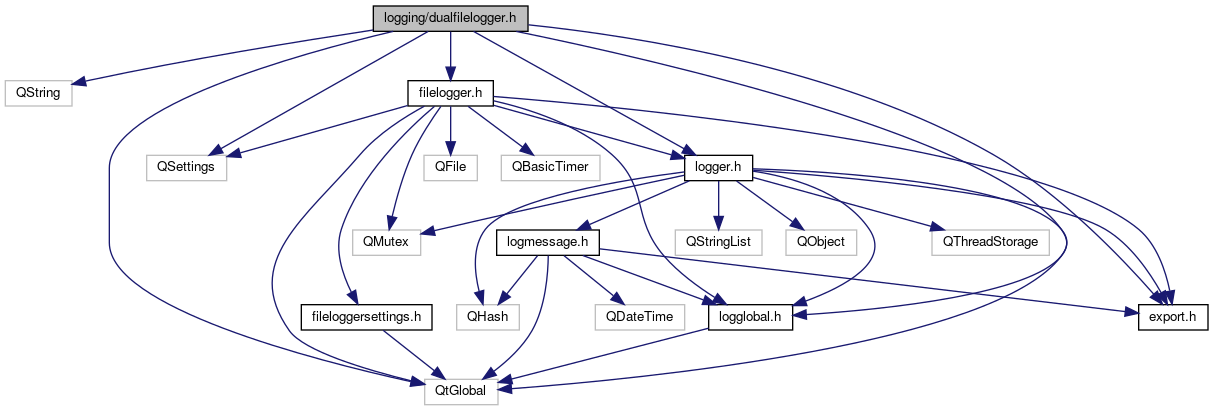 logging/dualfilelogger.h
QString
filelogger.h
QSettings
QFile
QBasicTimer
logger.h
QMutex
logmessage.h
QStringList
QObject
QThreadStorage
fileloggersettings.h
QHash
QDateTime
logglobal.h
export.h
QtGlobal